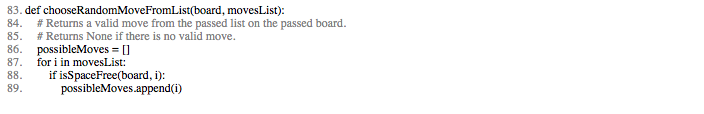 83. def chooseRandomMoveFromList(board, movesList):
84.     # Returns a valid move from the passed list on the passed board.
85.     # Returns None if there is no valid move.
86.     possibleMoves = []
87.     for i in movesList:
88.         if isSpaceFree(board, i):
89.             possibleMoves.append(i)